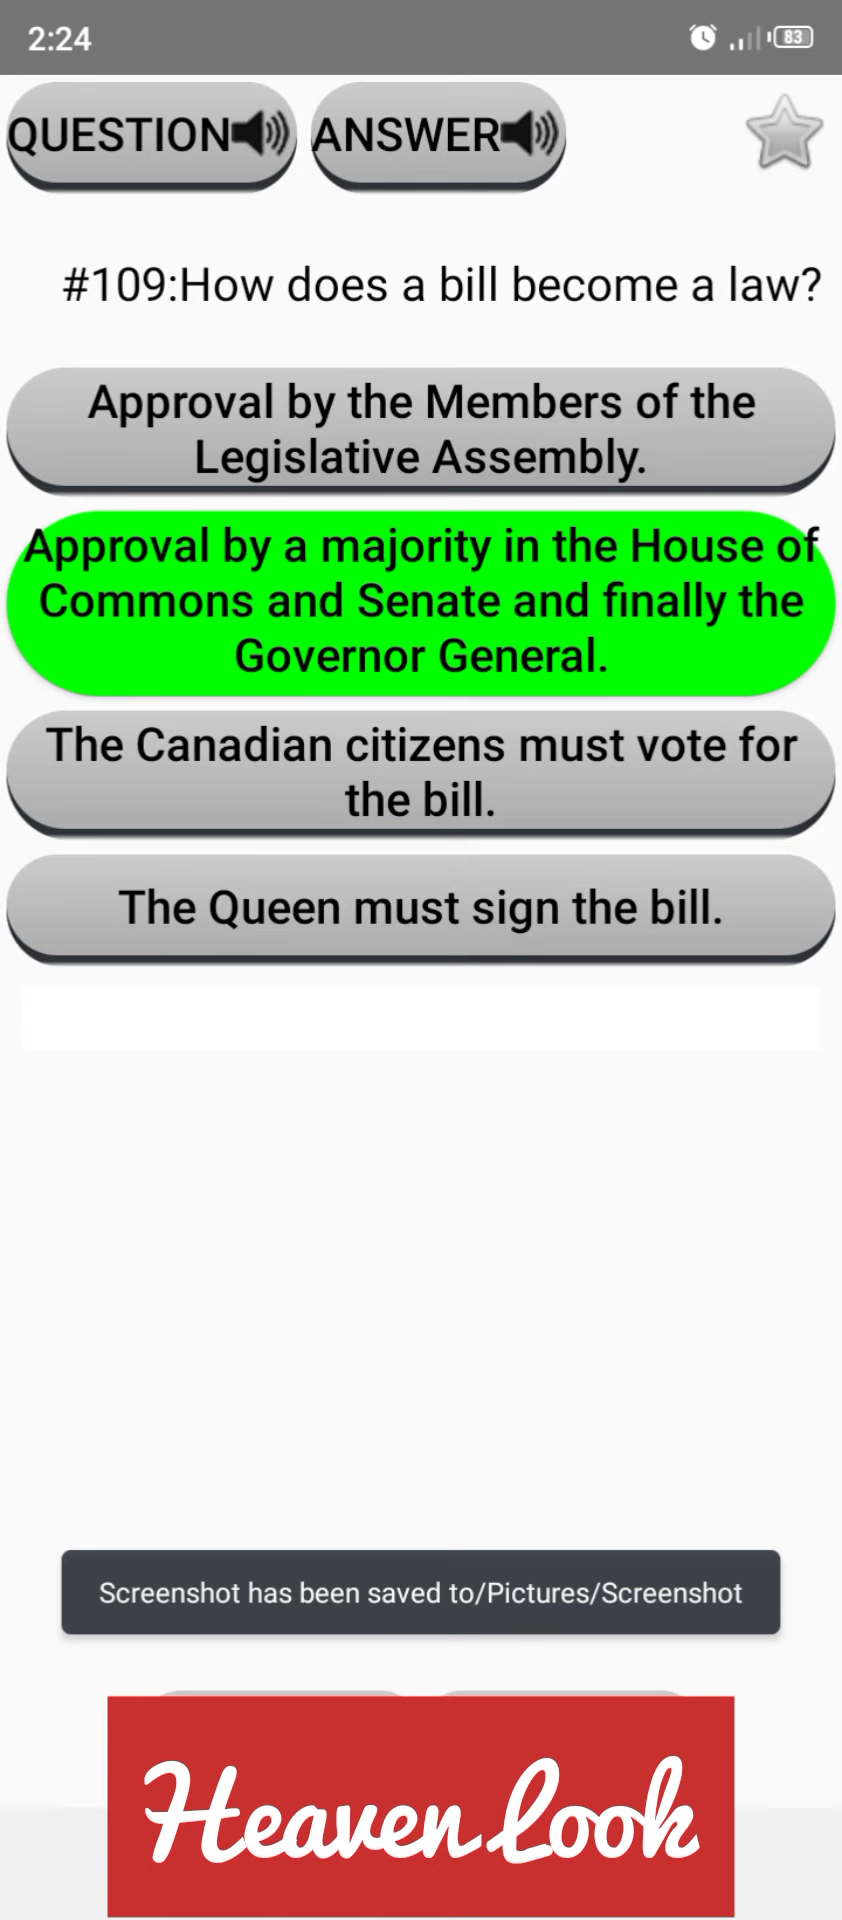 2:24
83
QUESTION
ANSWER
#109:How does a bill become a law?
Approval by the Members of the
Legislative Assembly.
Approval by a majority in the House of
Commons and Senate and finally the
Governor General.
The Canadian citizens must vote for
the bill.
The Queen must sign the bill.
Screenshot has been saved to/Pictures/Screenshot
Heaven Look